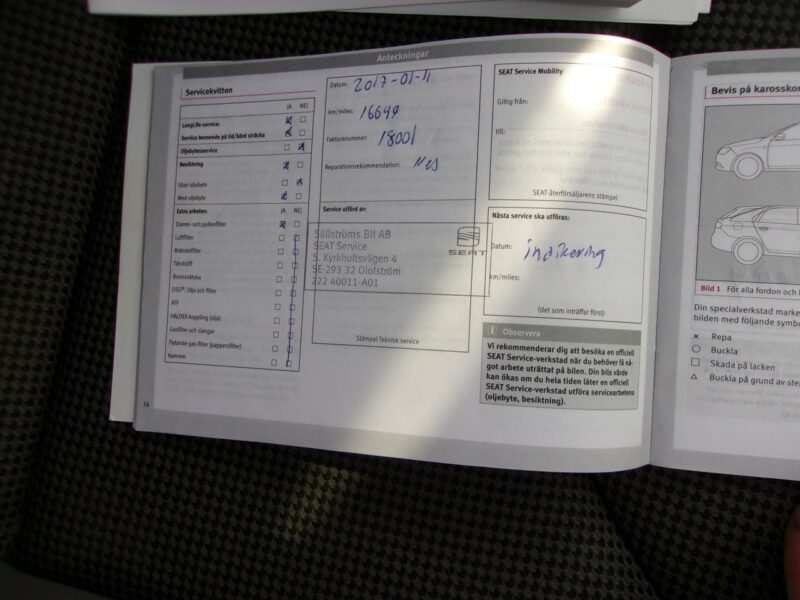 Anteckningar
Servicekvitton
JA NEJ
LongLife-service:
Service beroende på tid/körd sträcka
Oljebytesservice
Besiktning
Utan oljebyte
Med oljebyte
Extra arbeten: JA NEJ
Damm- och pollenfilter
Luftfilter
Bränslefilter
Tändstift
Bromsvätska
DSG®: Olja och filter
ATF
HALDEX-koppling (olja)
Gasfilter och slangar
Flytande gas-filter (pappersfilter)
Kamrem
14
Datum: 2017-01-11
km/miles: 16649
Fakturanummer: 18001
Reparationsrekommendation:
Service utförd av:
Sällströms Bil AB
SEAT Service
S. Kyrkhultsvägen 4
SE-293 32 Olofström
222 40011-A01
SEAT
Stämpel Teknisk service
SEAT Service Mobility
Giltig från:
till:
SEAT-återförsäljarens stämpel
Nästa service ska utföras:
Datum: indikering
km/miles:
(det som inträffar först)
i Observera
Vi rekommenderar dig att besöka en officiell
SEAT Service-verkstad när du behöver få nå-
got arbete uträttat på bilen. Din bils värde
kan ökas om du hela tiden låter en officiell
SEAT Service-verkstad utföra servicearbetena
(oljebyte, besiktning).
Bevis på karosskon
Bild 1 För alla fordon och
Din specialverkstad marke
bilden med följande symbo
Repa
Buckla
Skada på lacken
Buckla på grund av ste